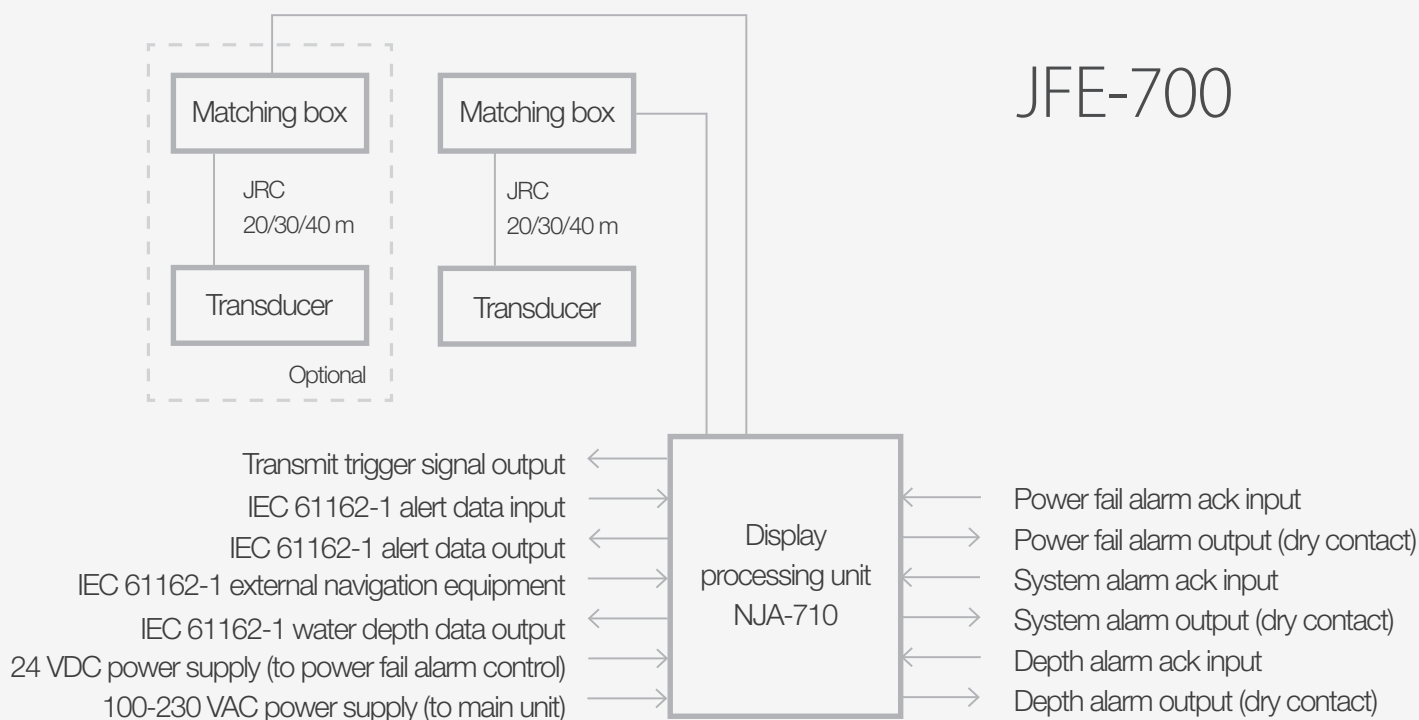 JFE-700
Matching box
Matching box
JRC
20/30/40 m
JRC
20/30/40 m
Transducer
Transducer
Optional
Transmit trigger signal output
IEC 61162-1 alert data input
IEC 61162-1 alert data output
IEC 61162-1 external navigation equipment
IEC 61162-1 water depth data output
24 VDC power supply (to power fail alarm control)
100-230 VAC power supply (to main unit)
Display
processing unit
NJA-710
Power fail alarm ack input
Power fail alarm output (dry contact)
System alarm ack input
System alarm output (dry contact)
Depth alarm ack input
Depth alarm output (dry contact)